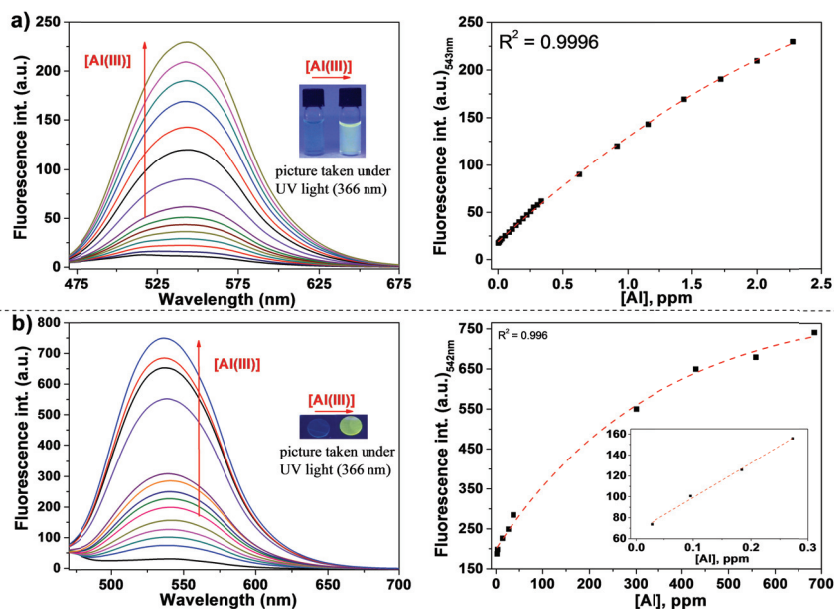 a)
Fluorescence int. (a.u.)
250
200
150
100
50
0
475
525
575
625
675
Wavelength (nm)
[Al(III)]
[Al(III)]
picture taken under
UV light (366 nm)
Fluorescence int. (a.u.)543nm
250
200
150
100
50
0
R² = 0.9996
0.0
0.5
1.0
1.5
2.0
2.5
[Al], ppm
b)
Fluorescence int. (a.u.)
800
700
600
500
400
300
200
100
0
500
550
600
650
700
Wavelength (nm)
[Al(III)]
[Al(III)]
picture taken under
UV light (366 nm)
Fluorescence int. (a.u.)542nm
750
650
550
450
350
250
150
R² = 0.996
0
100
200
300
400
500
600
700
[Al], ppm
160
140
120
100
80
60
0.0
0.1
0.2
0.3
[Al], ppm